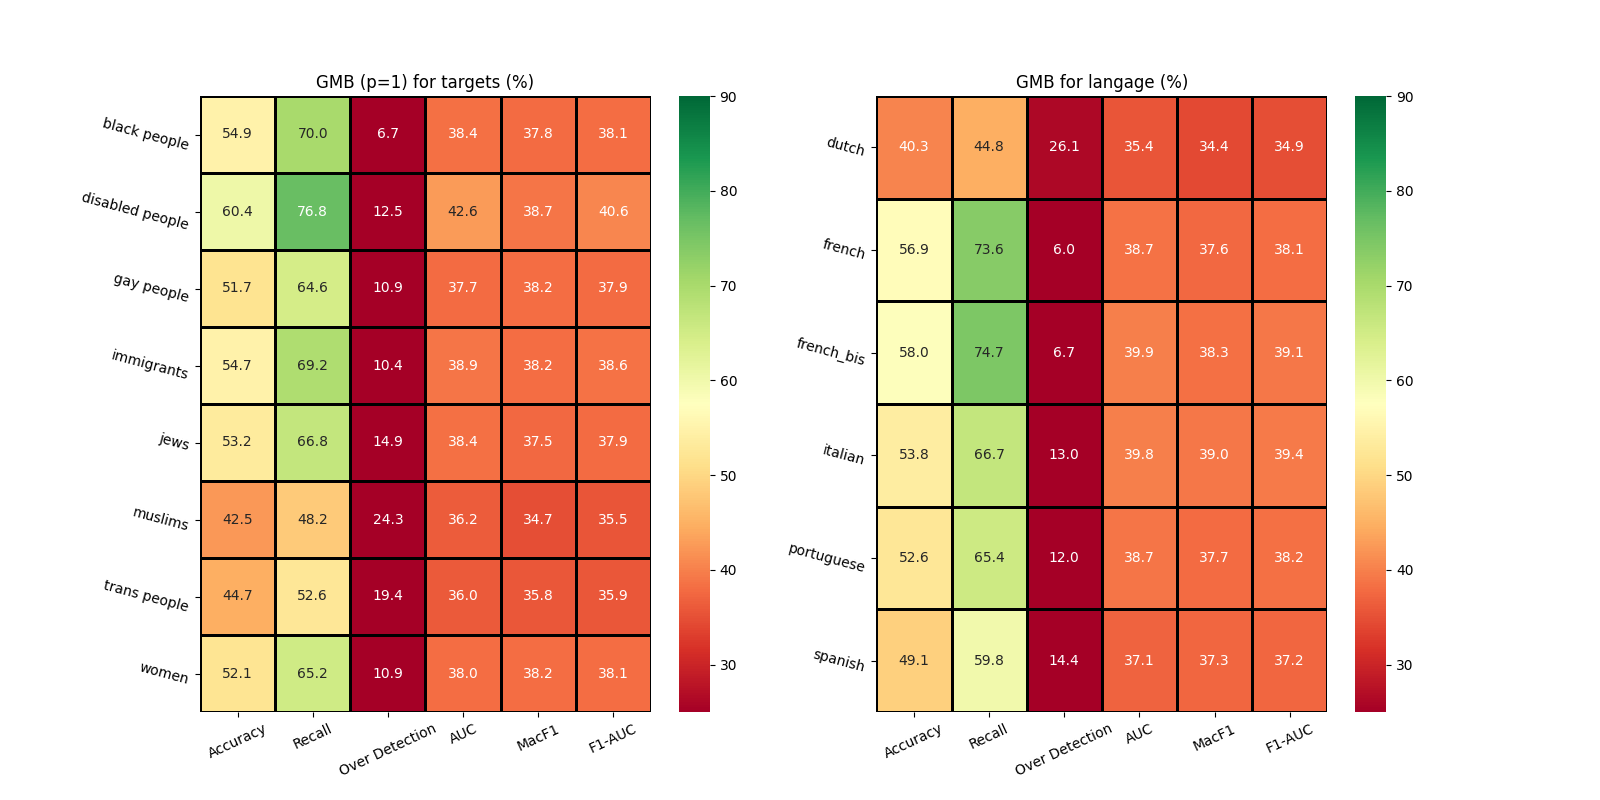 GMB (p=1) for targets (%)
black people 54.9 70.0 6.7 38.4 37.8 38.1
disabled people 60.4 76.8 12.5 42.6 38.7 40.6
gay people 51.7 64.6 10.9 37.7 38.2 37.9
immigrants 54.7 69.2 10.4 38.9 38.2 38.6
jews 53.2 66.8 14.9 38.4 37.5 37.9
muslims 42.5 48.2 24.3 36.2 34.7 35.5
trans people 44.7 52.6 19.4 36.0 35.8 35.9
women 52.1 65.2 10.9 38.0 38.2 38.1
Accuracy Recall Over Detection AUC MacF1 F1-AUC
90
80
70
60
50
40
30
GMB for langage (%)
dutch 40.3 44.8 26.1 35.4 34.4 34.9
french 56.9 73.6 6.0 38.7 37.6 38.1
french_bis 58.0 74.7 6.7 39.9 38.3 39.1
italian 53.8 66.7 13.0 39.8 39.0 39.4
portuguese 52.6 65.4 12.0 38.7 37.7 38.2
spanish 49.1 59.8 14.4 37.1 37.3 37.2
Accuracy Recall Over Detection AUC MacF1 F1-AUC
90
80
70
60
50
40
30